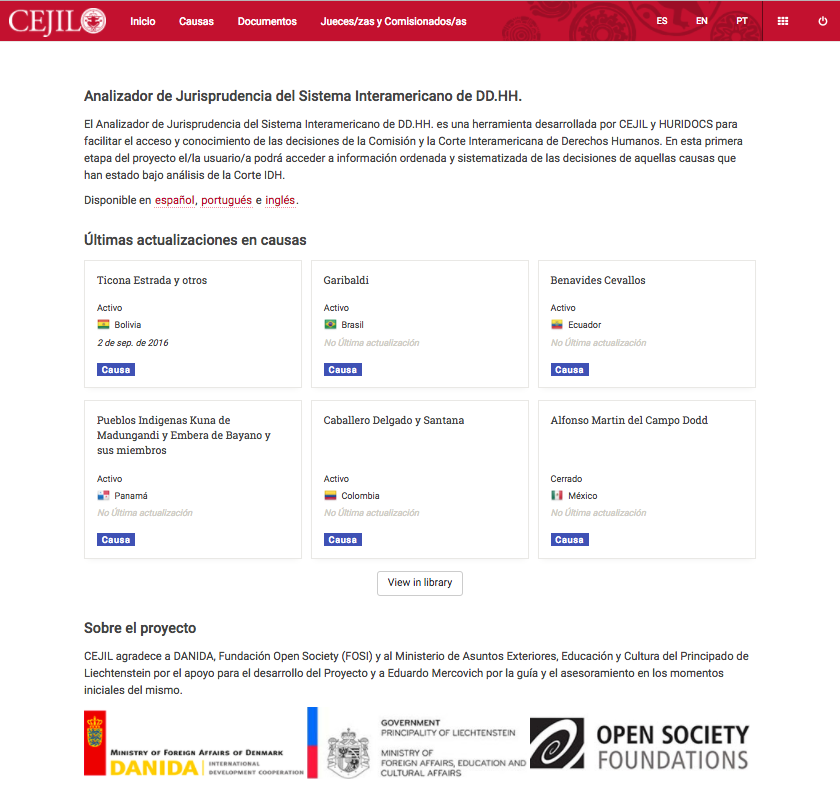 CEJIL
Inicio Causas Documentos Jueces/zas y Comisionados/as ES EN PT
Analizador de Jurisprudencia del Sistema Interamericano de DD.HH.
El Analizador de Jurisprudencia del Sistema Interamericano de DD.HH. es una herramienta desarrollada por CEJIL y HURIDOCS para
facilitar el acceso y conocimiento de las decisiones de la Comisión y la Corte Interamericana de Derechos Humanos. En esta primera
etapa del proyecto el/la usuario/a podrá acceder a información ordenada y sistematizada de las decisiones de aquellas causas que
han estado bajo análisis de la Corte IDH.
Disponible en español, portugués e inglés.
Últimas actualizaciones en causas
Ticona Estrada y otros
Activo
Bolivia
2 de sep. de 2016
Causa
Garibaldi
Activo
Brasil
No Última actualización
Causa
Benavides Cevallos
Activo
Ecuador
No Última actualización
Causa
Pueblos Indigenas Kuna de
Madungandi y Embera de Bayano y
sus miembros
Activo
Panamá
No Última actualización
Causa
Caballero Delgado y Santana
Activo
Colombia
No Última actualización
Causa
Alfonso Martin del Campo Dodd
Cerrado
México
No Última actualización
Causa
View in library
Sobre el proyecto
CEJIL agradece a DANIDA, Fundación Open Society (FOSI) y al Ministerio de Asuntos Exteriores, Educación y Cultura del Principado de
Liechtenstein por el apoyo para el desarrollo del Proyecto y a Eduardo Mercovich por la guía y el asesoramiento en los momentos
iniciales del mismo.
MINISTRY OF FOREIGN AFFAIRS OF DENMARK
DANIDA
INTERNATIONAL
DEVELOPMENT COOPERATION
GOVERNMENT
PRINCIPALITY OF LIECHTENSTEIN
MINISTRY OF
FOREIGN AFFAIRS, EDUCATION AND
CULTURAL AFFAIRS
OPEN SOCIETY
FOUNDATIONS